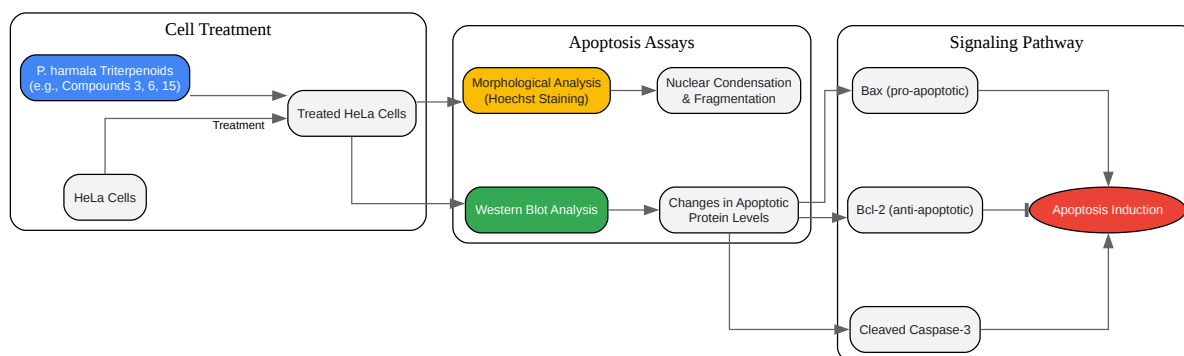 Cell Treatment
P. harmala Triterpenoids
(e.g., Compounds 3, 6, 15)
Treated HeLa Cells
Treatment
HeLa Cells
Apoptosis Assays
Morphological Analysis
(Hoechst Staining)
Nuclear Condensation
& Fragmentation
Western Blot Analysis
Changes in Apoptotic
Protein Levels
Signaling Pathway
Bax (pro-apoptotic)
Bcl-2 (anti-apoptotic)
Apoptosis Induction
Cleaved Caspase-3